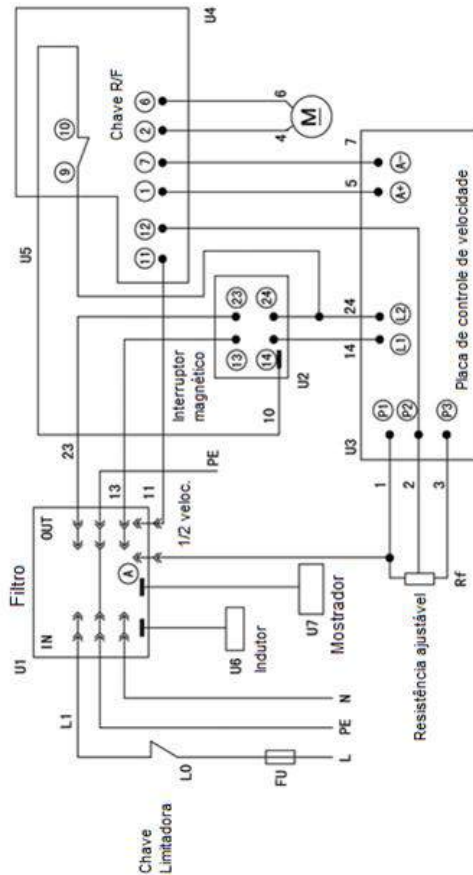 U4
Chave R/F
10
9
6
2
7
1
12
11
6
4
M
U5
Interruptor
magnético
23
24
13
14
U2
10
23
PE
13
11
1/2 veloc.
Filtro
U1
IN
OUT
A
U6
Indutor
U7
Mostrador
L1
L0
FU
L
PE
N
Chave
Limitadora
7
5
A-
A+
24
14
L2
L1
Placa de controle de velocidade
U3
P1
P2
P3
1
2
3
Rf
Resistência ajustável